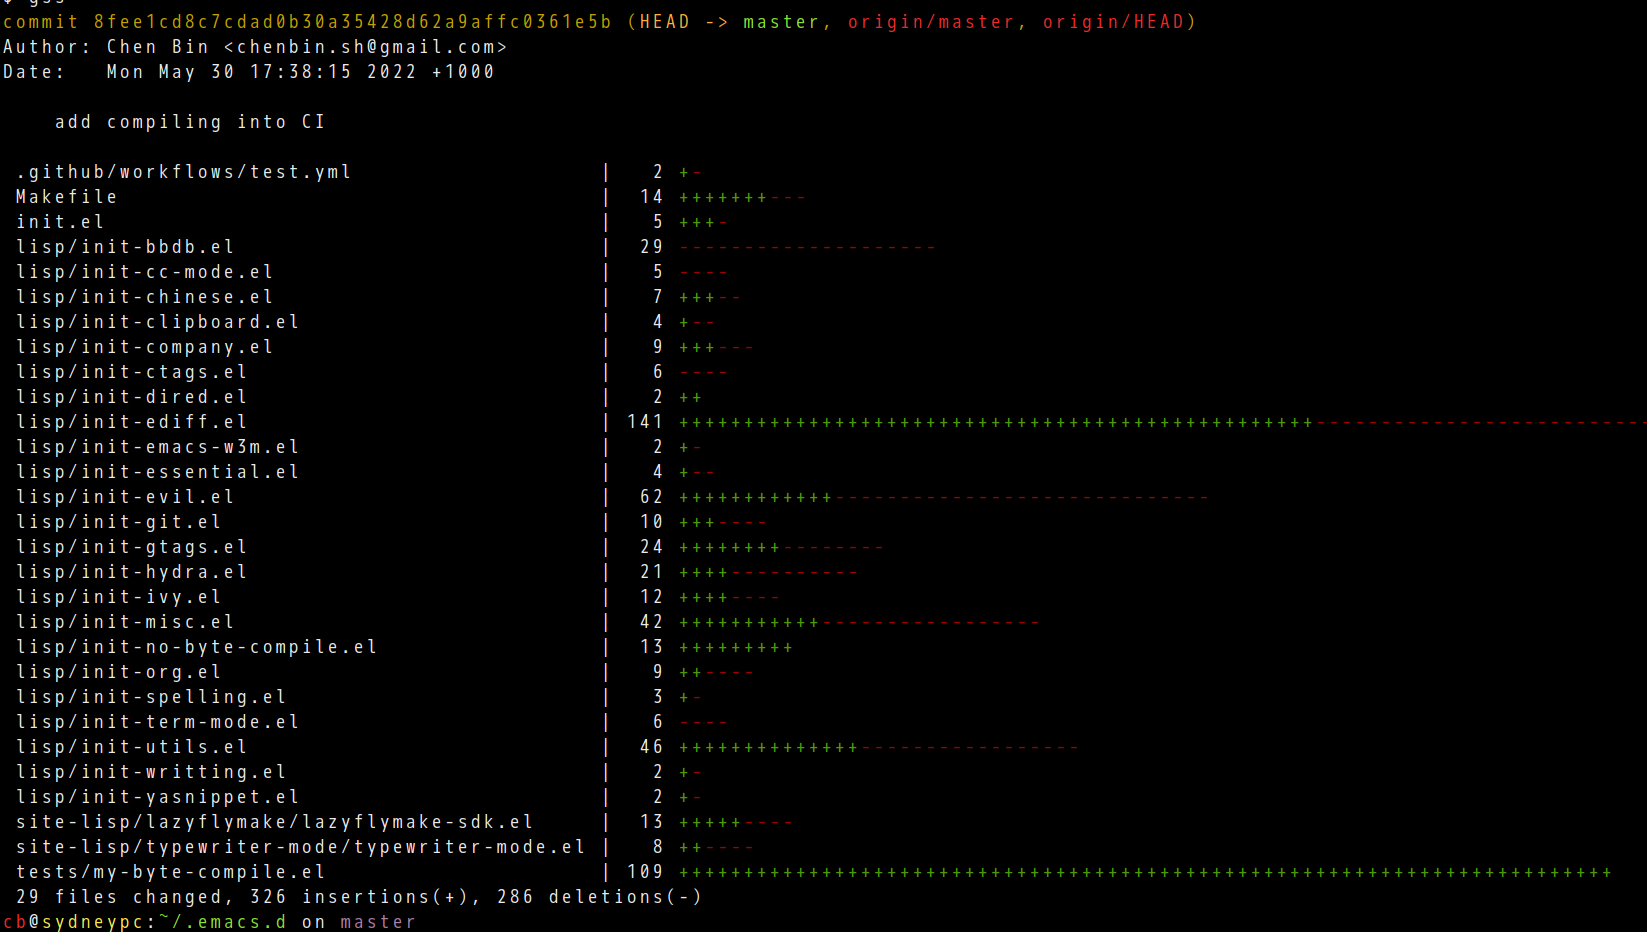 $ gss
commit 8fee1cd8c7cdad0b30a35428d62a9affc0361e5b (HEAD -> master, origin/master, origin/HEAD)
Author: Chen Bin <chenbin.sh@gmail.com>
Date:   Mon May 30 17:38:15 2022 +1000
    add compiling into CI
 .github/workflows/test.yml                   |   2 +-
 Makefile                                     |  14 +++++++---
 init.el                                      |   5 +++-
 lisp/init-bbdb.el                            |  29 --------------------
 lisp/init-cc-mode.el                         |   5 ----
 lisp/init-chinese.el                         |   7 +++--
 lisp/init-clipboard.el                       |   4 +--
 lisp/init-company.el                         |   9 +++---
 lisp/init-ctags.el                           |   6 ----
 lisp/init-dired.el                           |   2 ++
 lisp/init-ediff.el                           | 141 +++++++++++++++++++++++++++++++++++++++++++++++++--------------------------
 lisp/init-emacs-w3m.el                       |   2 +-
 lisp/init-essential.el                       |   4 +--
 lisp/init-evil.el                            |  62 ++++++++++++-----------------------------
 lisp/init-git.el                             |  10 +++----
 lisp/init-gtags.el                           |  24 ++++++++--------
 lisp/init-hydra.el                           |  21 ++++----------
 lisp/init-ivy.el                             |  12 ++++----
 lisp/init-misc.el                            |  42 +++++++++++-----------------
 lisp/init-no-byte-compile.el                 |  13 +++++++++
 lisp/init-org.el                             |   9 ++----
 lisp/init-spelling.el                        |   3 +-
 lisp/init-term-mode.el                       |   6 ----
 lisp/init-utils.el                           |  46 ++++++++++++++-----------------
 lisp/init-writting.el                        |   2 +-
 lisp/init-yasnippet.el                       |   2 +-
 site-lisp/lazyflymake/lazyflymake-sdk.el     |  13 +++++----
 site-lisp/typewriter-mode/typewriter-mode.el |   8 ++----
 tests/my-byte-compile.el                     | 109 ++++++++++++++++++++++++++++++++++++++++++++++++++++++++++++++++++++++++
 29 files changed, 326 insertions(+), 286 deletions(-)
cb@sydneypc:~/.emacs.d on master